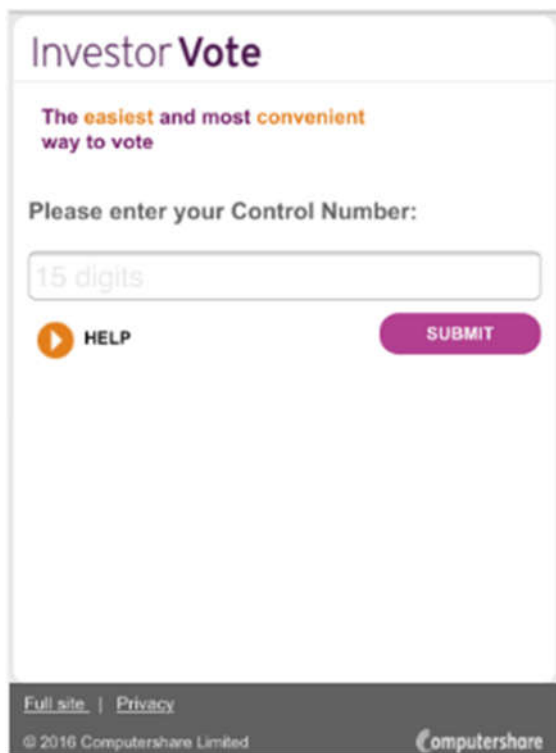 Investor Vote
The easiest and most convenient
way to vote
Please enter your Control Number:
15 digits
HELP
SUBMIT
Full site | Privacy
© 2016 Computershare Limited
Computershare